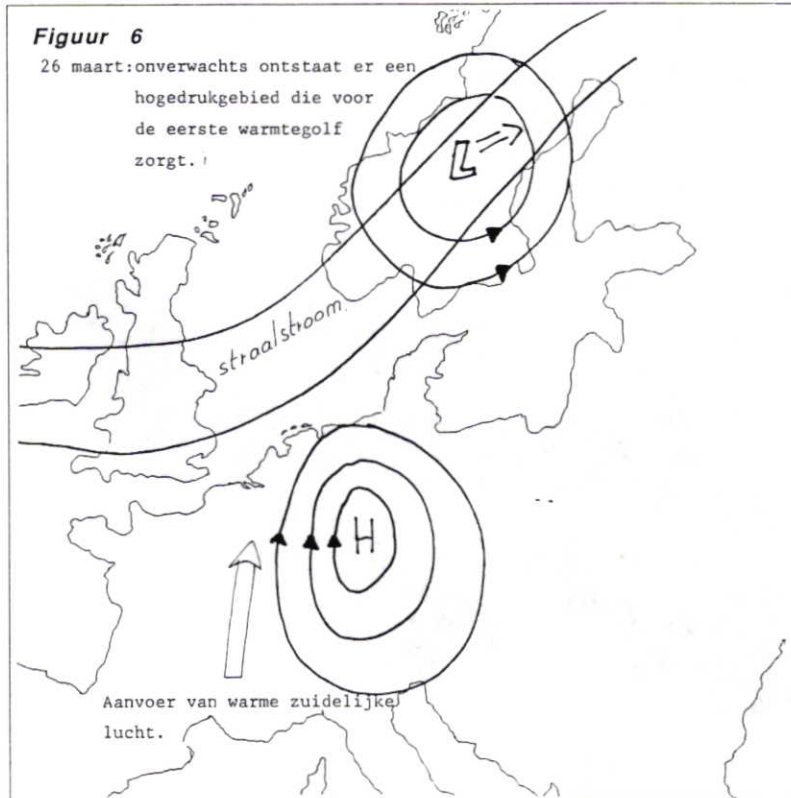 Figuur 6
26 maart:onverwachts ontstaat er een
hogedrukgebied die voor
de eerste warmtegolf
zorgt.
L
straalstroom
H
Aanvoer van warme zuidelijke
lucht.